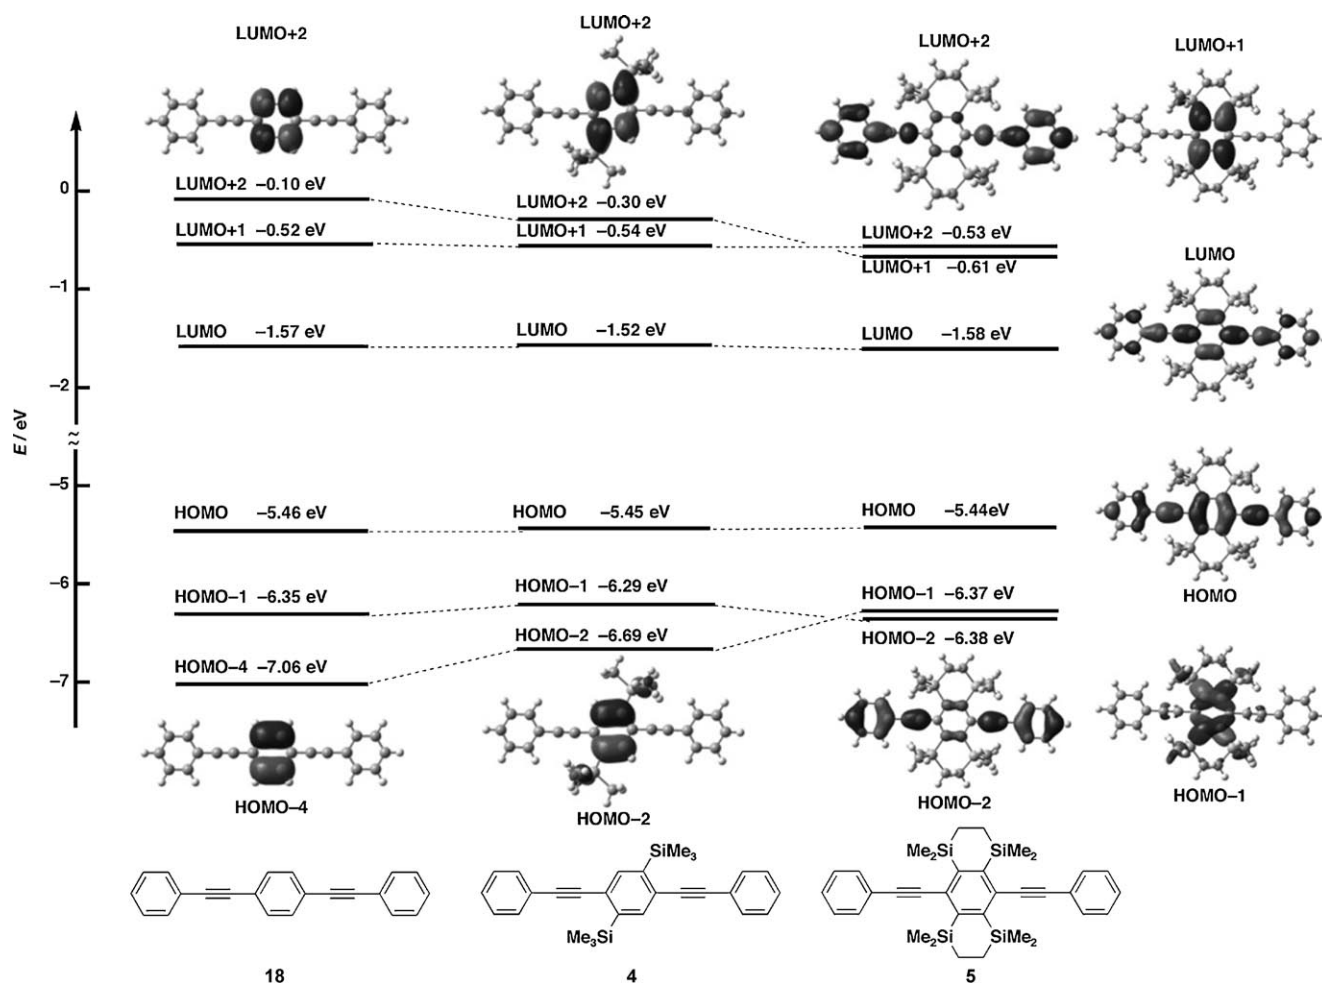 LUMO+2
LUMO+2
LUMO+2
LUMO+1
E / eV
0
–1
–2
≈
–5
–6
–7
LUMO+2 –0.10 eV
LUMO+1 –0.52 eV
LUMO –1.57 eV
HOMO –5.46 eV
HOMO–1 –6.35 eV
HOMO–4 –7.06 eV
HOMO–4
LUMO+2 –0.30 eV
LUMO+1 –0.54 eV
LUMO –1.52 eV
HOMO –5.45 eV
HOMO–1 –6.29 eV
HOMO–2 –6.69 eV
HOMO–2
LUMO+2 –0.53 eV
LUMO+1 –0.61 eV
LUMO –1.58 eV
HOMO –5.44eV
HOMO–1 –6.37 eV
HOMO–2 –6.38 eV
HOMO–2
LUMO
HOMO
HOMO–1
SiMe3
Me3Si
Me2Si SiMe2
Me2Si SiMe2
18
4
5